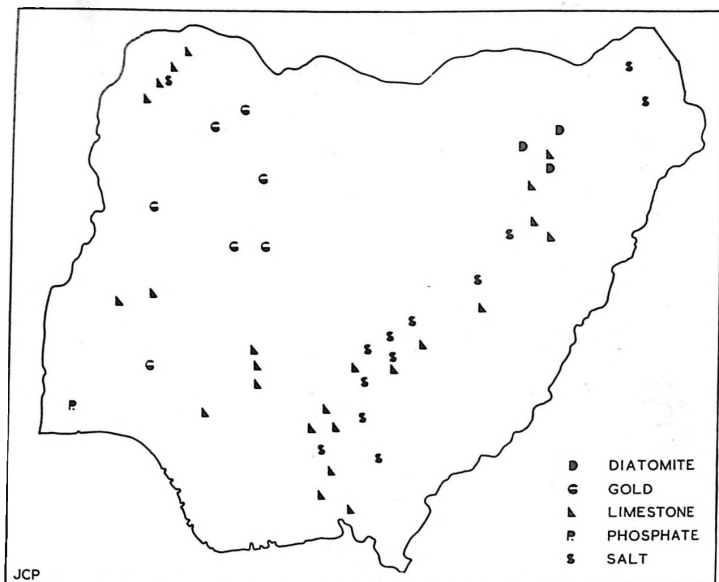 D DIATOMITE
G GOLD
LIMESTONE
P. PHOSPHATE
S SALT
JCP